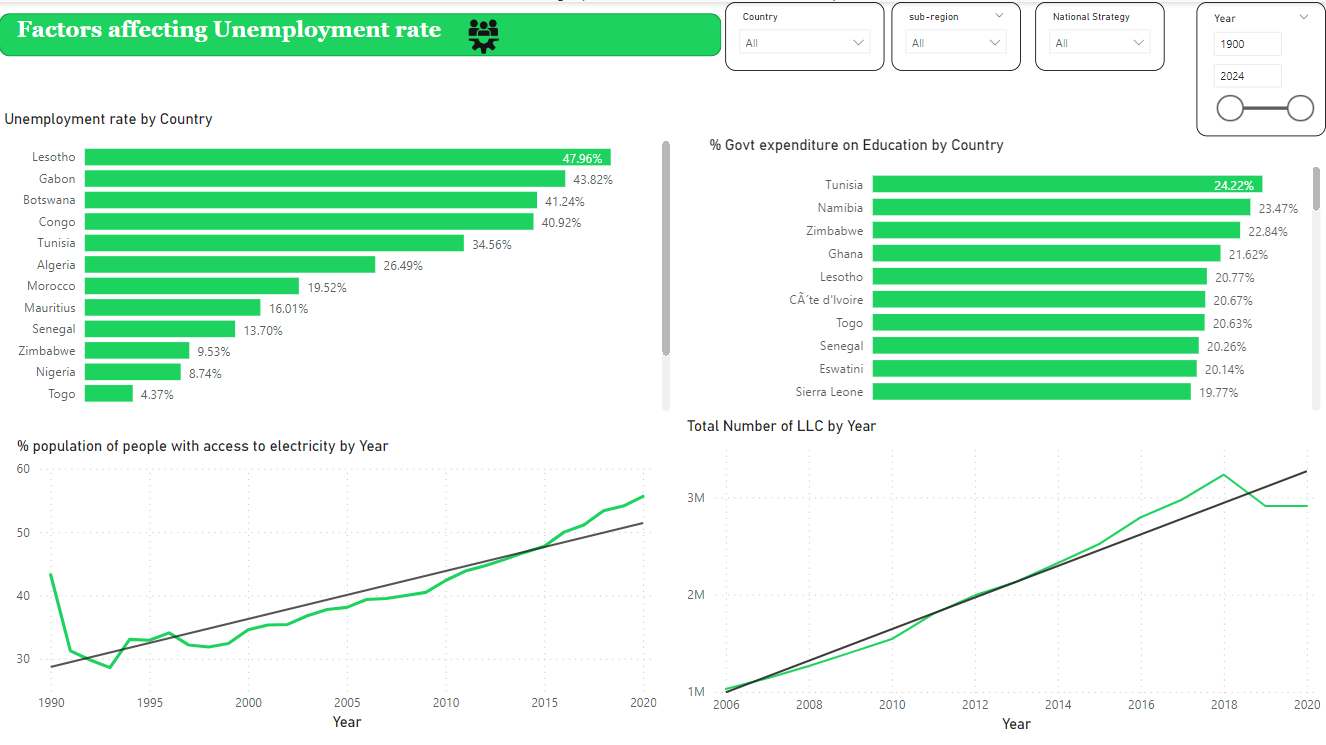 Factors affecting Unemployment rate
Country
All
sub-region
All
National Strategy
All
Year
1900
2024
Unemployment rate by Country
Lesotho 47.96%
Gabon 43.82%
Botswana 41.24%
Congo 40.92%
Tunisia 34.56%
Algeria 26.49%
Morocco 19.52%
Mauritius 16.01%
Senegal 13.70%
Zimbabwe 9.53%
Nigeria 8.74%
Togo 4.37%
% Govt expenditure on Education by Country
Tunisia 24.22%
Namibia 23.47%
Zimbabwe 22.84%
Ghana 21.62%
Lesotho 20.77%
CÃ´te d'Ivoire 20.67%
Togo 20.63%
Senegal 20.26%
Eswatini 20.14%
Sierra Leone 19.77%
% population of people with access to electricity by Year
60
50
40
30
1990 1995 2000 2005 2010 2015 2020
Year
Total Number of LLC by Year
3M
2M
1M
2006 2008 2010 2012 2014 2016 2018 2020
Year